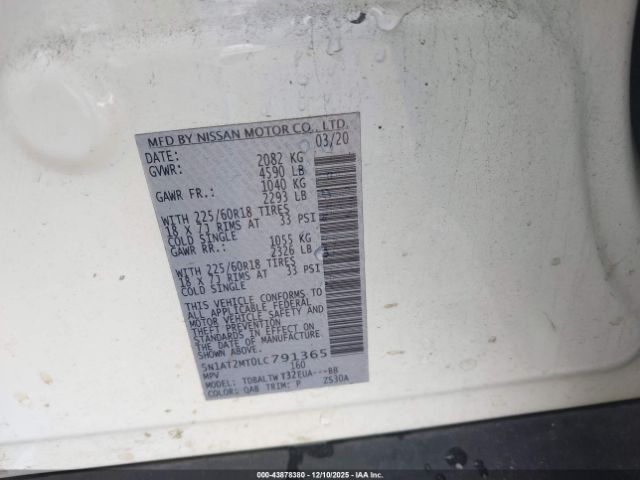 MFD BY NISSAN MOTOR CO., LTD.
DATE: 03/20
GVWR: 2082 KG
4590 LB
GAWR FR.: 1040 KG
2293 LB
WITH 225/60R18 TIRES
18 X 7J RIMS AT 33 PSI
COLD SINGLE
GAWR RR.: 1055 KG
2326 LB
WITH 225/60R18 TIRES
18 X 7J RIMS AT 33 PSI
COLD SINGLE
THIS VEHICLE CONFORMS TO
ALL APPLICABLE FEDERAL
MOTOR VEHICLE SAFETY AND
THEFT PREVENTION
STANDARDS IN EFFECT ON
THE DATE OF MANUFACTURE
SHOWN ABOVE.
5N1AT2MT0LC791365
MPV 160
MODEL: TDBALTW Y32EUA---BB
COLOR: QAB TRIM: P ZS30A
000-43878380 — 12/10/2025 - IAA Inc.